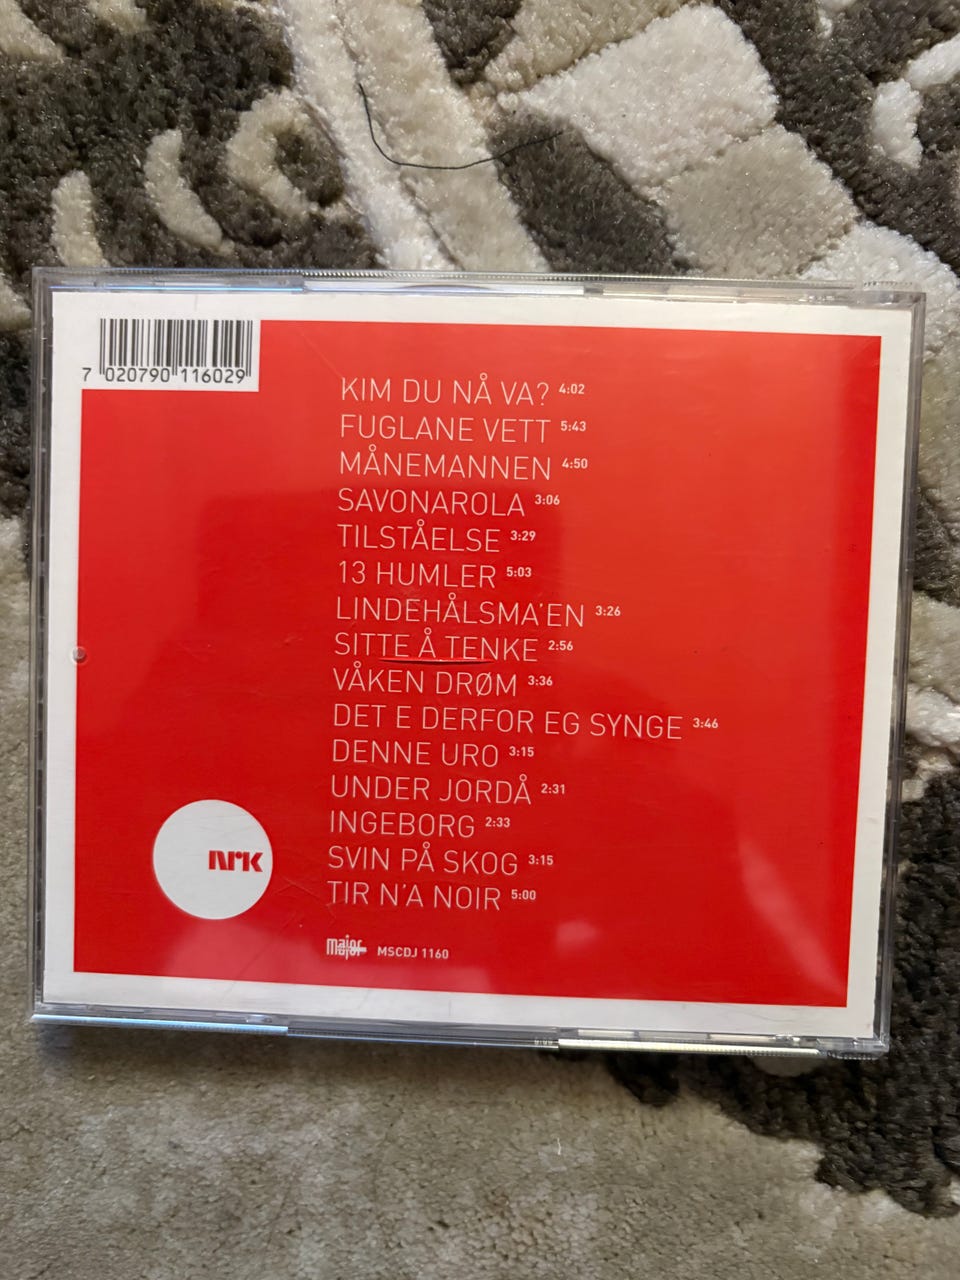 7 020790 116029
KIM DU NÅ VA? 4:02
FUGLANE VETT 5:43
MÅNEMANNEN 4:50
SAVONAROLA 3:06
TILSTÅELSE 3:29
13 HUMLER 5:03
LINDEHÅLSMA'EN 3:26
SITTE Å TENKE 2:56
VÅKEN DRØM 3:36
DET E DERFOR EG SYNGE 3:46
DENNE URO 3:15
UNDER JORDÅ 2:31
INGEBORG 2:33
SVIN PÅ SKOG 3:15
TIR N'A NOIR 5:00
NRK
major major MSCDJ 1160